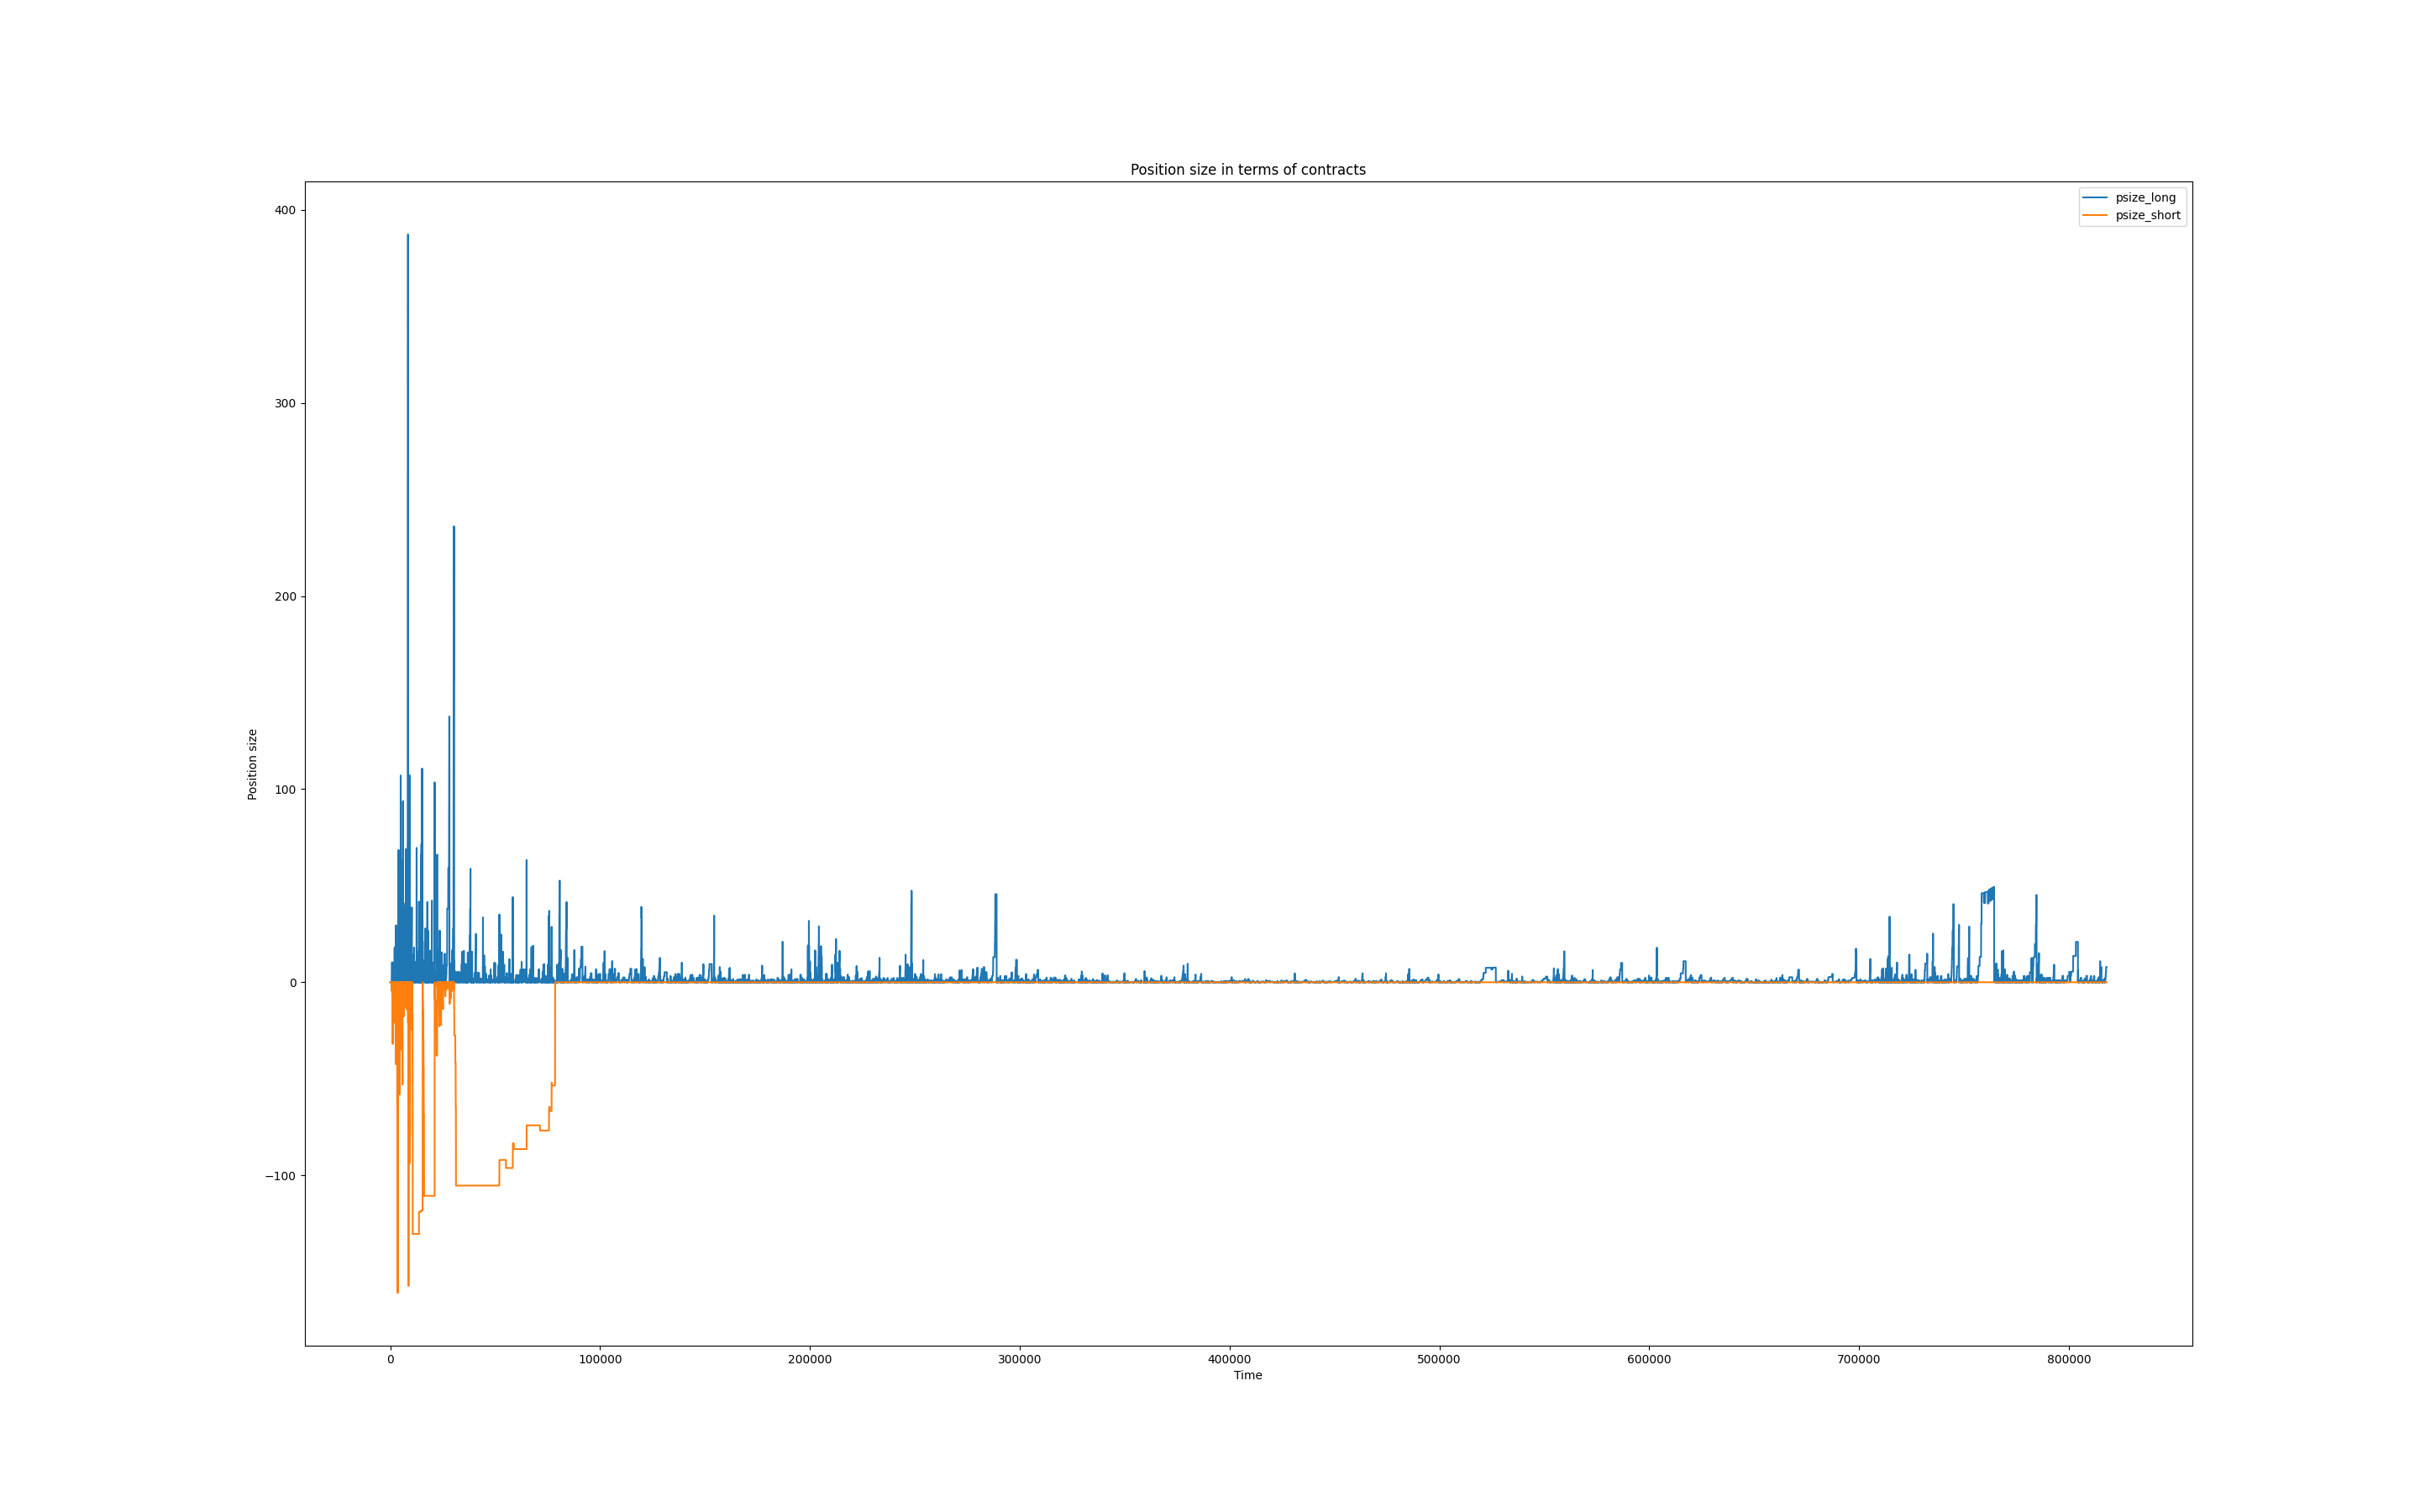 Position size in terms of contracts
psize_long
psize_short
400
300
200
100
0
−100
Position size
0 100000 200000 300000 400000 500000 600000 700000 800000
Time